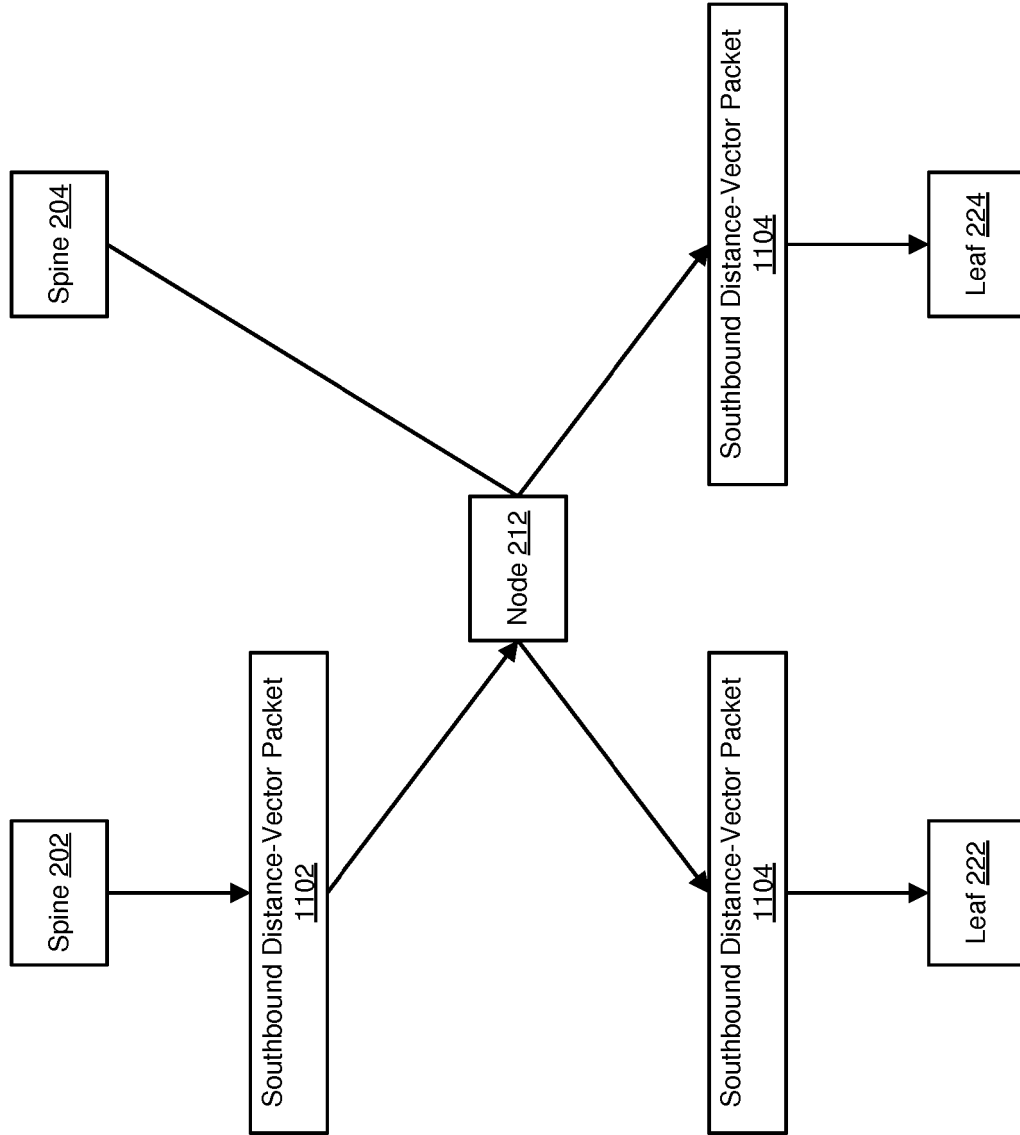 Spine 202
Spine 204
Southbound Distance-Vector Packet
1102
Node 212
Southbound Distance-Vector Packet
1104
Southbound Distance-Vector Packet
1104
Leaf 222
Leaf 224